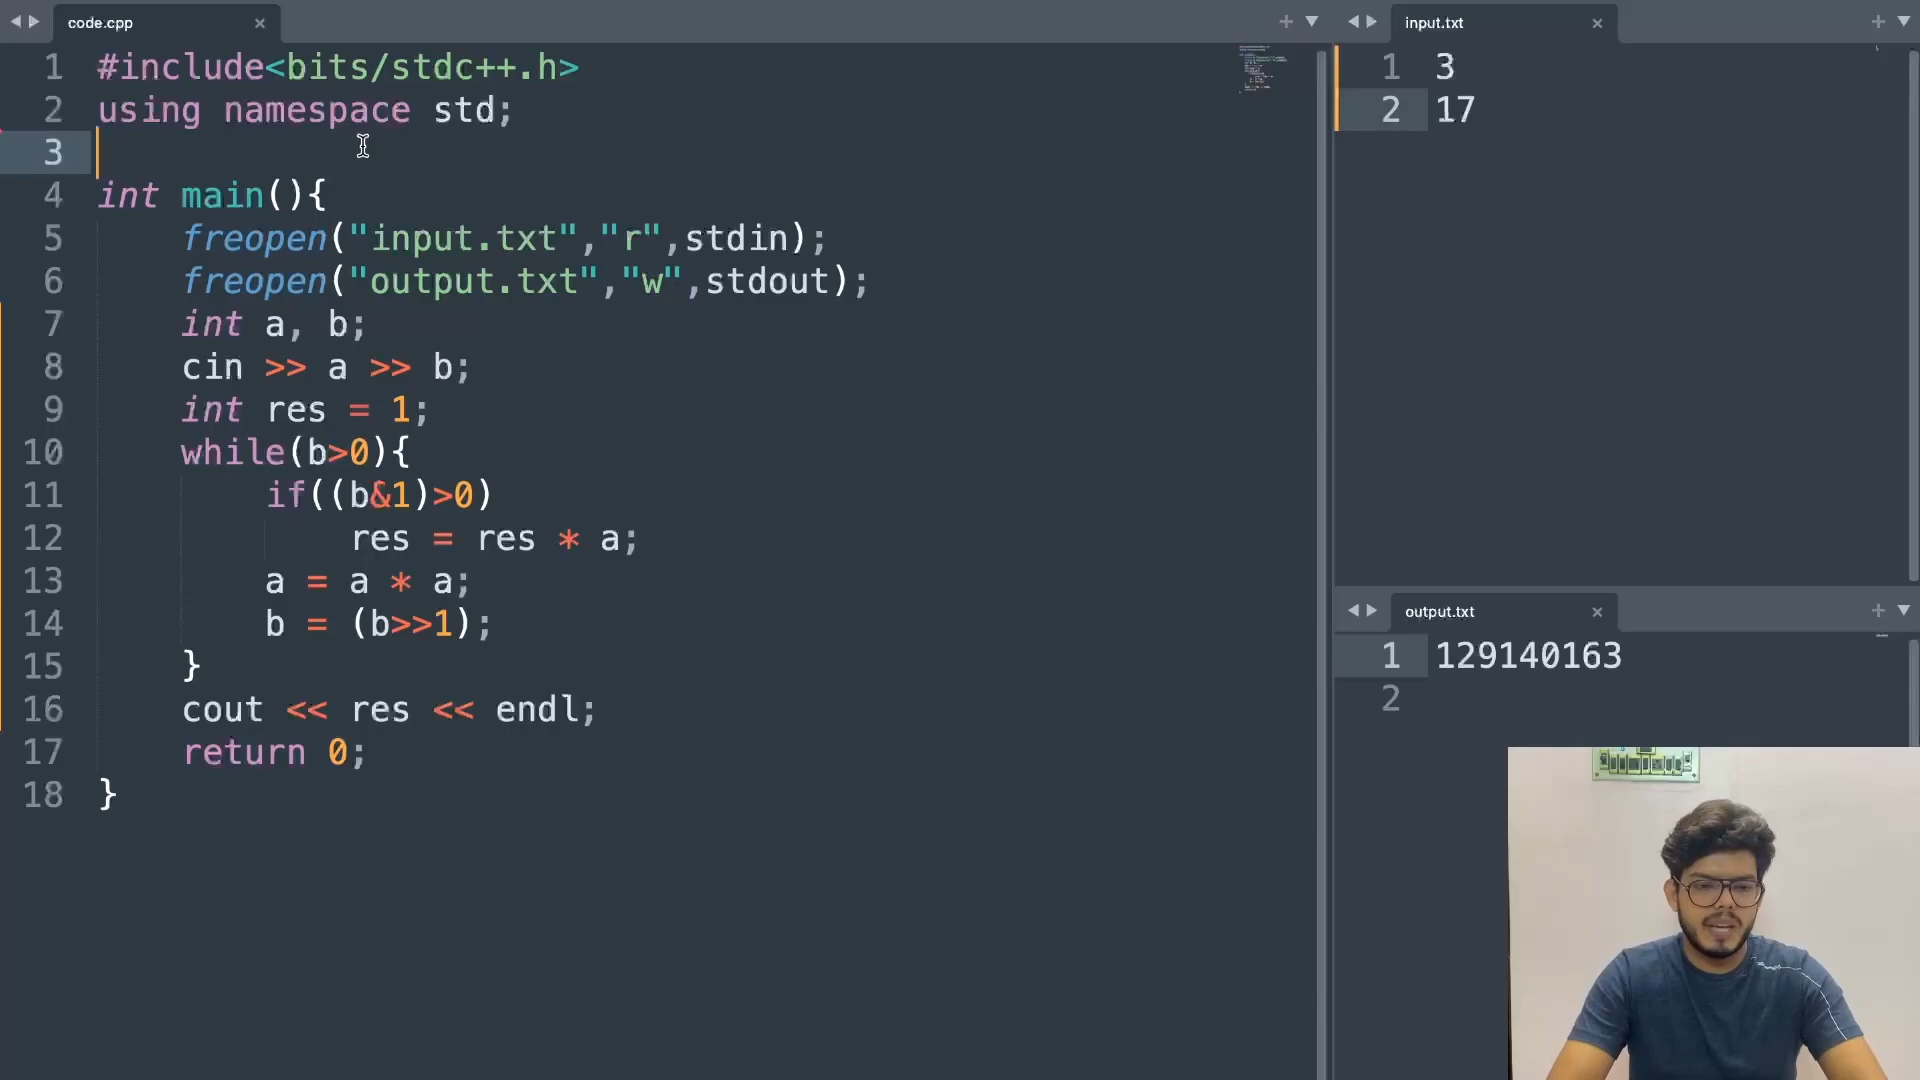 code.cpp
1 #include<bits/stdc++.h>
2 using namespace std;
3
4 int main(){
5 freopen("input.txt","r",stdin);
6 freopen("output.txt","w",stdout);
7 int a, b;
8 cin >> a >> b;
9 int res = 1;
10 while(b>0){
11 if((b&1)>0)
12 res = res * a;
13 a = a * a;
14 b = (b>>1);
15 }
16 cout << res << endl;
17 return 0;
18 }
input.txt
1 3
2 17
output.txt
1 129140163
2